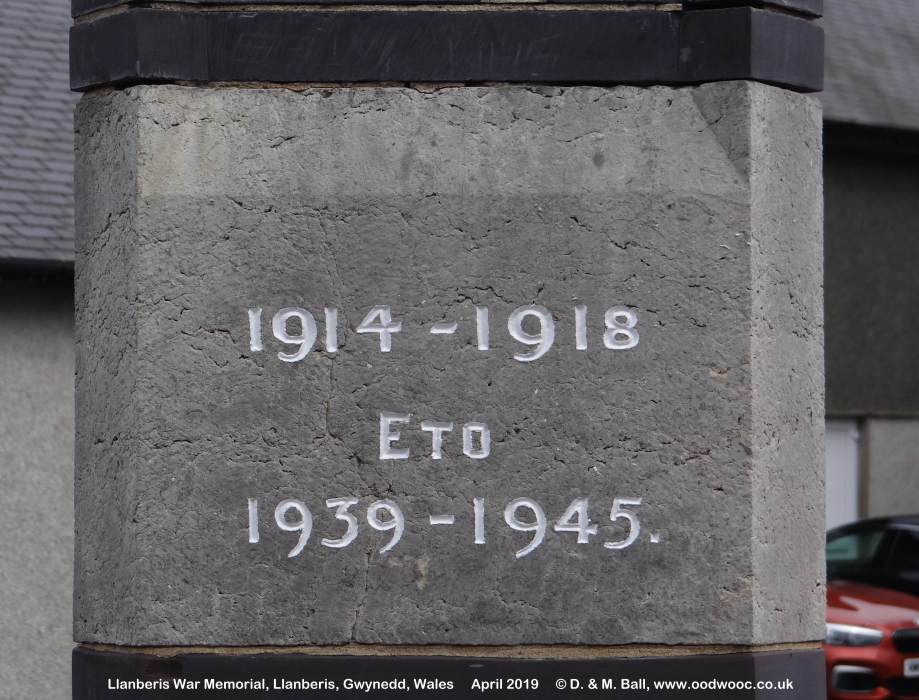 1914-1918
ETO
1939-1945.
Llanberis War Memorial, Llanberis, Gwynedd, Wales April 2019 © D. & M. Ball, www.oodwooc.co.uk